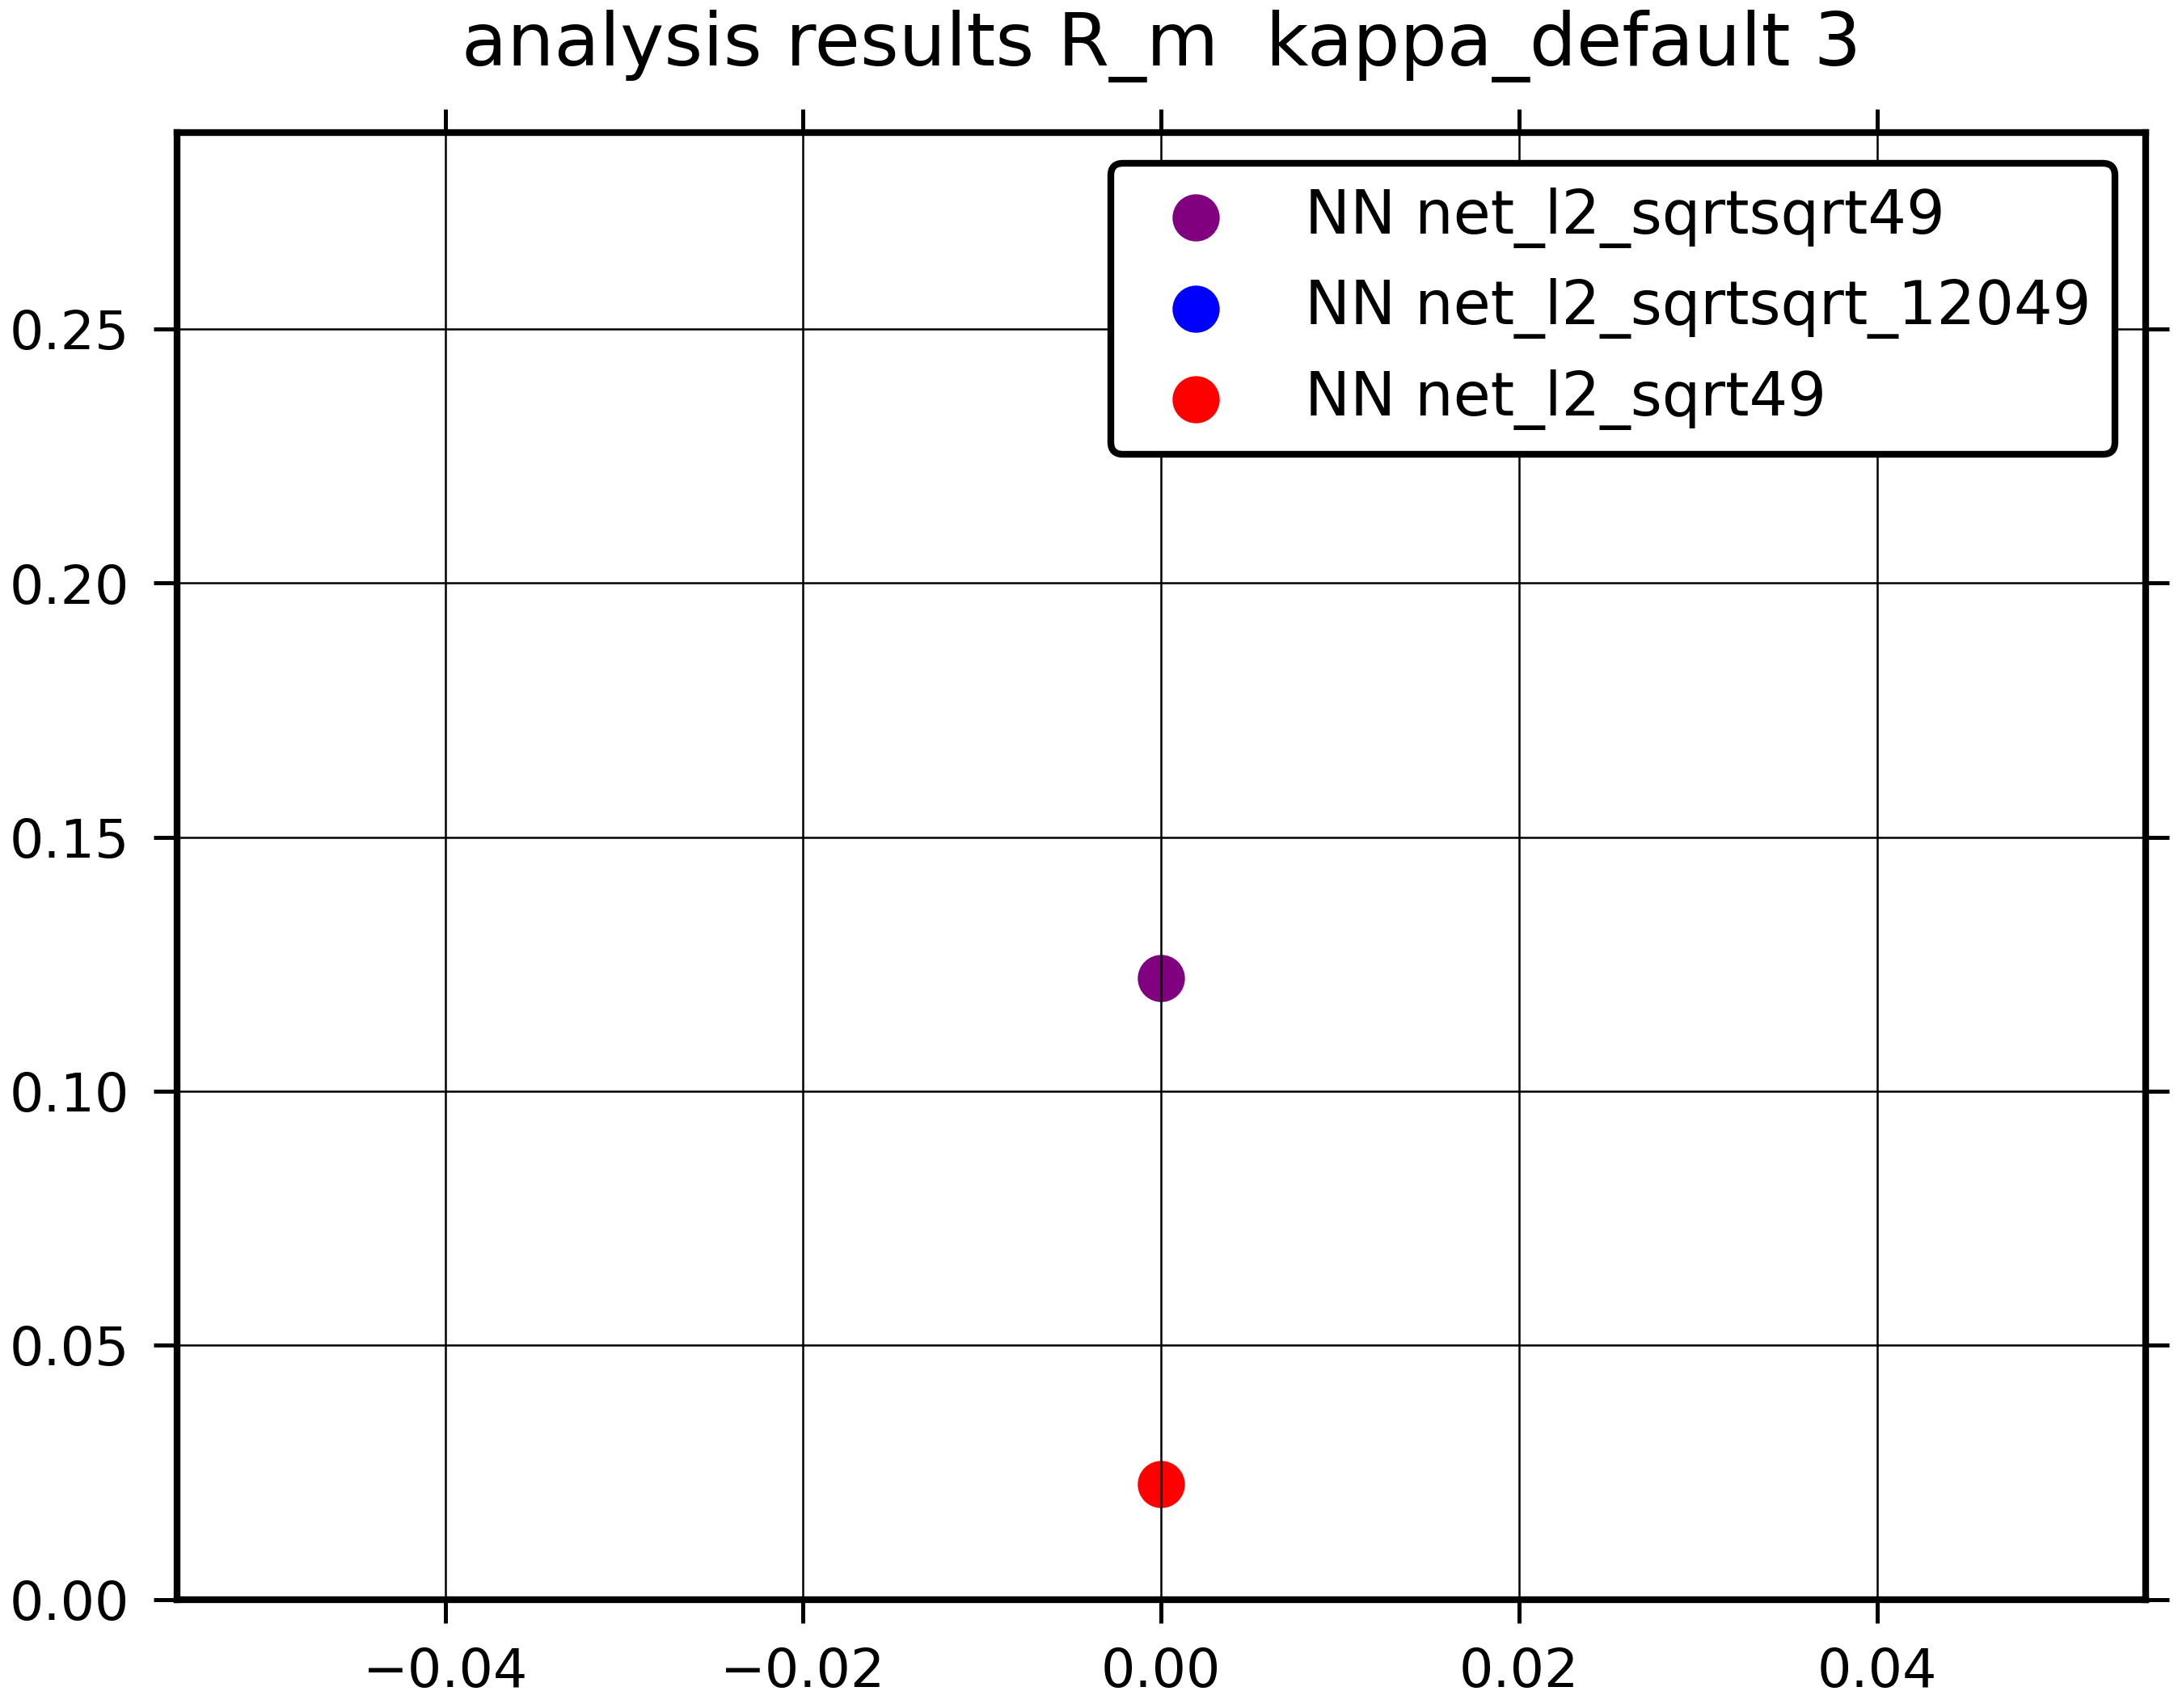 analysis results R_m  kappa_default 3
NN net_l2_sqrtsqrt49
NN net_l2_sqrtsqrt_12049
NN net_l2_sqrt49
0.25
0.20
0.15
0.10
0.05
0.00
−0.04 −0.02 0.00 0.02 0.04